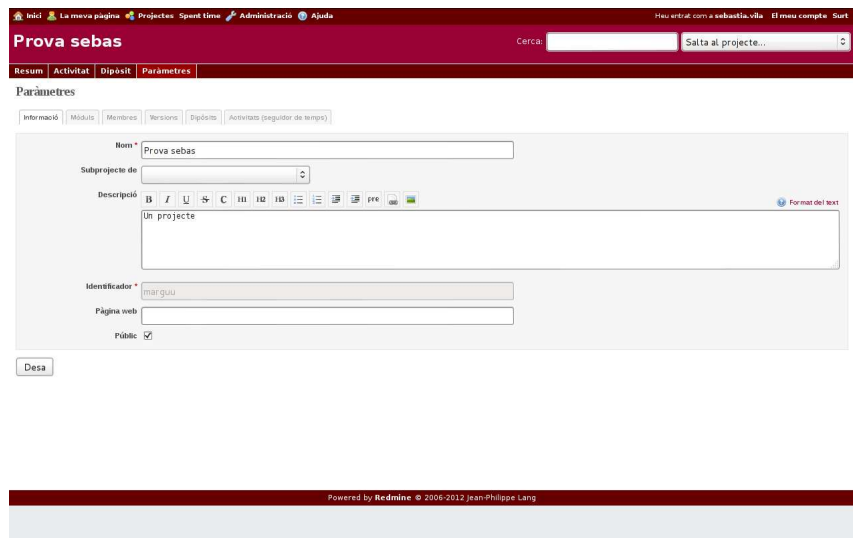 Inici La meva pàgina Projectes Spent time Administració Ajuda Heu entrat com a sebastia.vila El meu compte Surt
Prova sebas Cerca: Salta al projecte...
Resum Activitat Dipòsit Paràmetres
Paràmetres
Informació Mòduls Membres Versions Dipòsits Activitats (seguidor de temps)
Nom * Prova sebas
Subprojecte de
Descripció B I U S C H1 H2 H3 pre Format del text
Un projecte
Identificador * marguu
Pàgina web
Públic
Desa
Powered by Redmine © 2006-2012 Jean-Philippe Lang